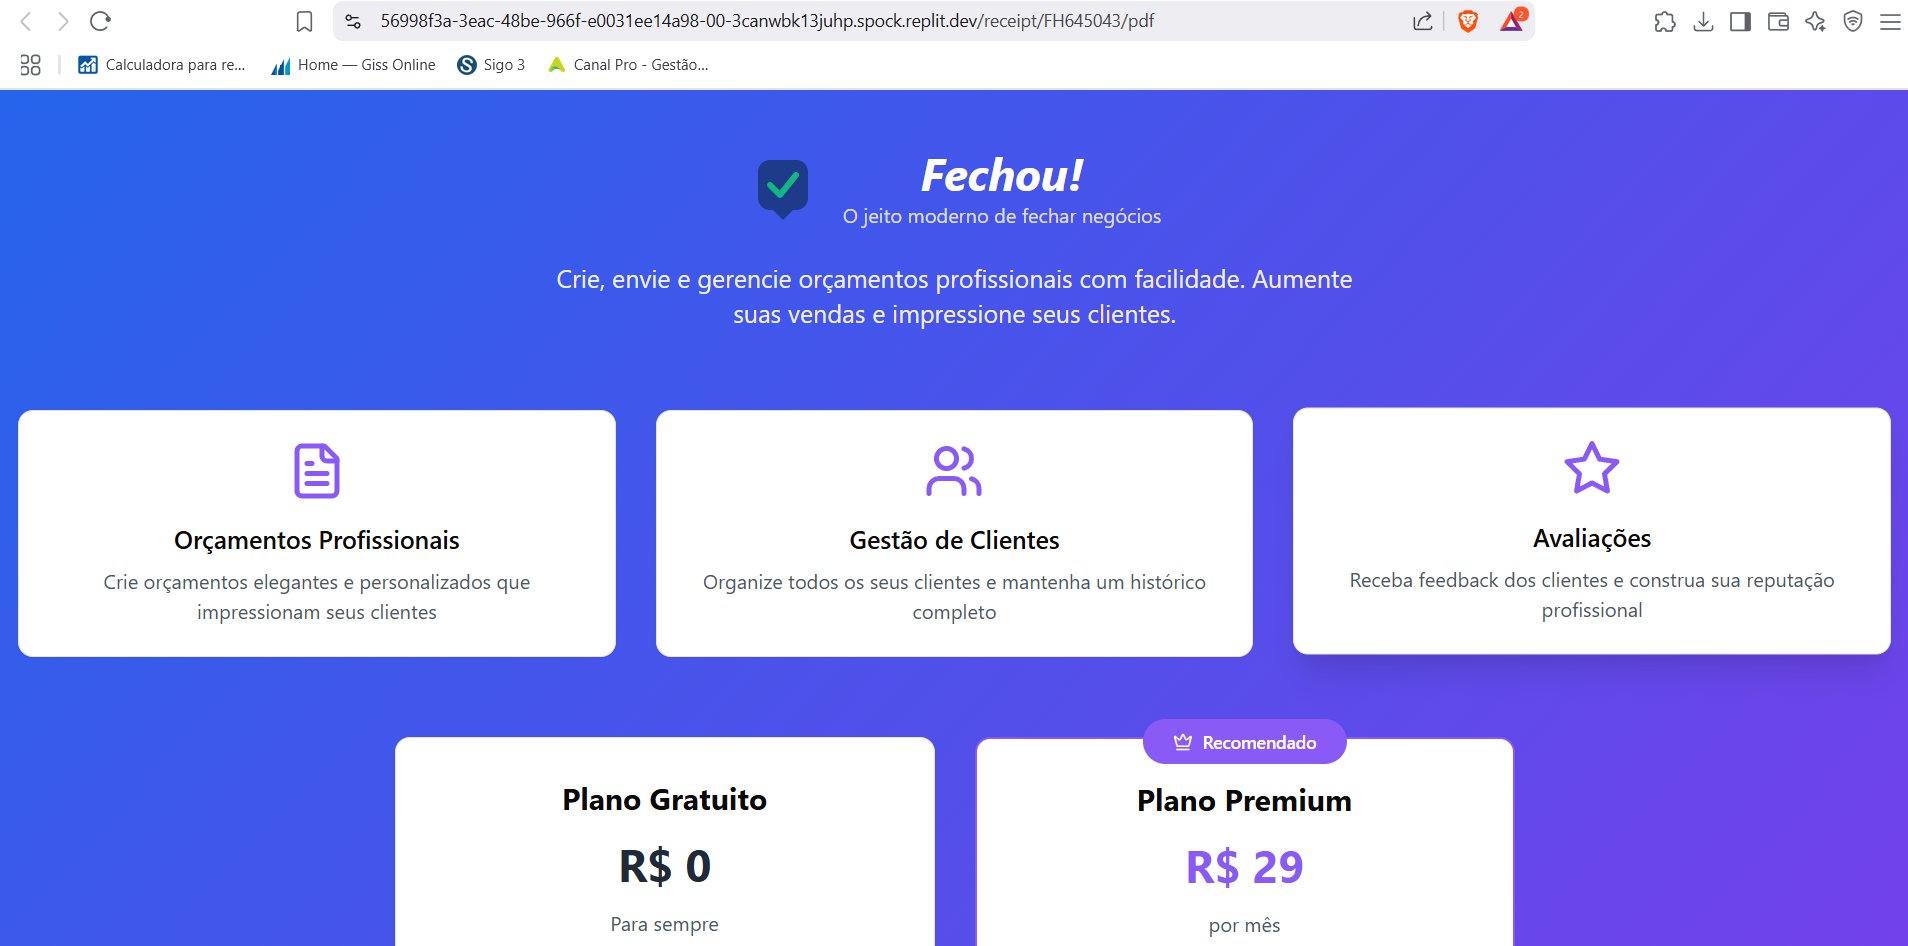 56998f3a-3eac-48be-966f-e0031ee14a98-00-3canwbk13juhp.spock.replit.dev/receipt/FH645043/pdf
2
Calculadora para re...
Home — Giss Online
Sigo 3
Canal Pro - Gestão...
Fechou!
O jeito moderno de fechar negócios
Crie, envie e gerencie orçamentos profissionais com facilidade. Aumente
suas vendas e impressione seus clientes.
Orçamentos Profissionais
Crie orçamentos elegantes e personalizados que
impressionam seus clientes
Gestão de Clientes
Organize todos os seus clientes e mantenha um histórico
completo
Avaliações
Receba feedback dos clientes e construa sua reputação
profissional
Plano Gratuito
R$ 0
Para sempre
Recomendado
Plano Premium
R$ 29
por mês